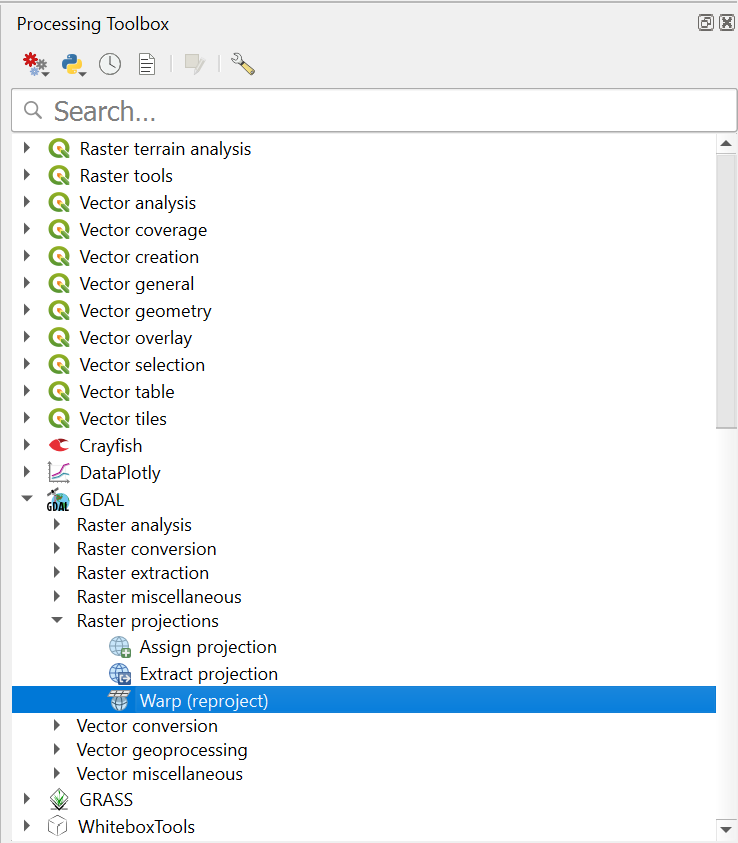 Processing Toolbox
Search...
Raster terrain analysis
Raster tools
Vector analysis
Vector coverage
Vector creation
Vector general
Vector geometry
Vector overlay
Vector selection
Vector table
Vector tiles
Crayfish
DataPlotly
GDAL GDAL
Raster analysis
Raster conversion
Raster extraction
Raster miscellaneous
Raster projections
Assign projection
Extract projection
Warp (reproject)
Vector conversion
Vector geoprocessing
Vector miscellaneous
GRASS
WhiteboxTools